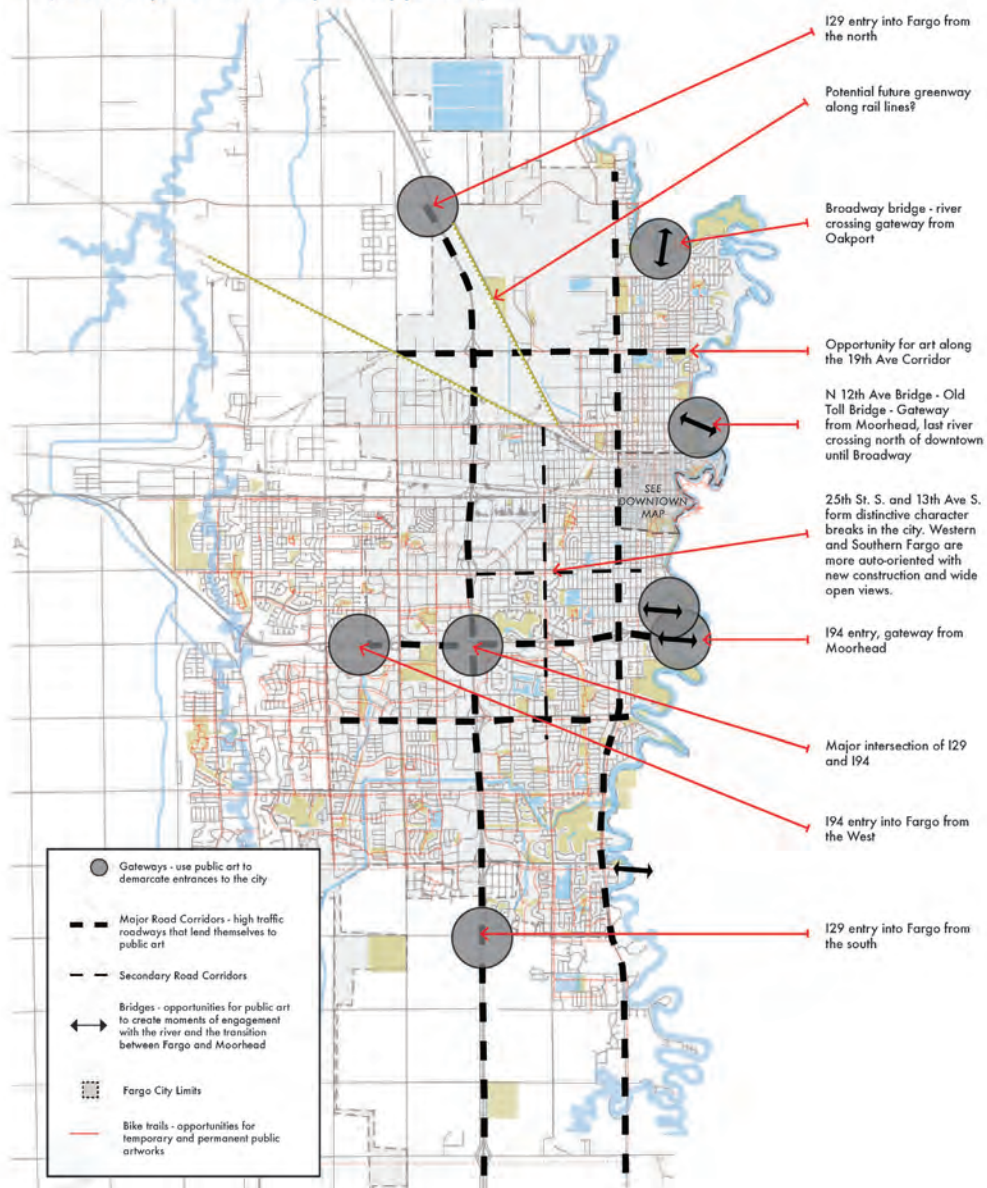 I29 entry into Fargo from
the north
Potential future greenway
along rail lines?
Broadway bridge - river
crossing gateway from
Oakport
Opportunity for art along
the 19th Ave Corridor
N 12th Ave Bridge - Old
Toll Bridge - Gateway
from Moorhead, last river
crossing north of downtown
until Broadway
SEE
DOWNTOWN
MAP
25th St. S. and 13th Ave S.
form distinctive character
breaks in the city. Western
and Southern Fargo are
more auto-oriented with
new construction and wide
open views.
I94 entry, gateway from
Moorhead
Major intersection of I29
and I94
I94 entry into Fargo from
the West
I29 entry into Fargo from
the south
Gateways - use public art to
demarcate entrances to the city
Major Road Corridors - high traffic
roadways that lend themselves to
public art
Secondary Road Corridors
Bridges - opportunities for public art
to create moments of engagement
with the river and the transition
between Fargo and Moorhead
Fargo City Limits
Bike trails - opportunities for
temporary and permanent public
artworks